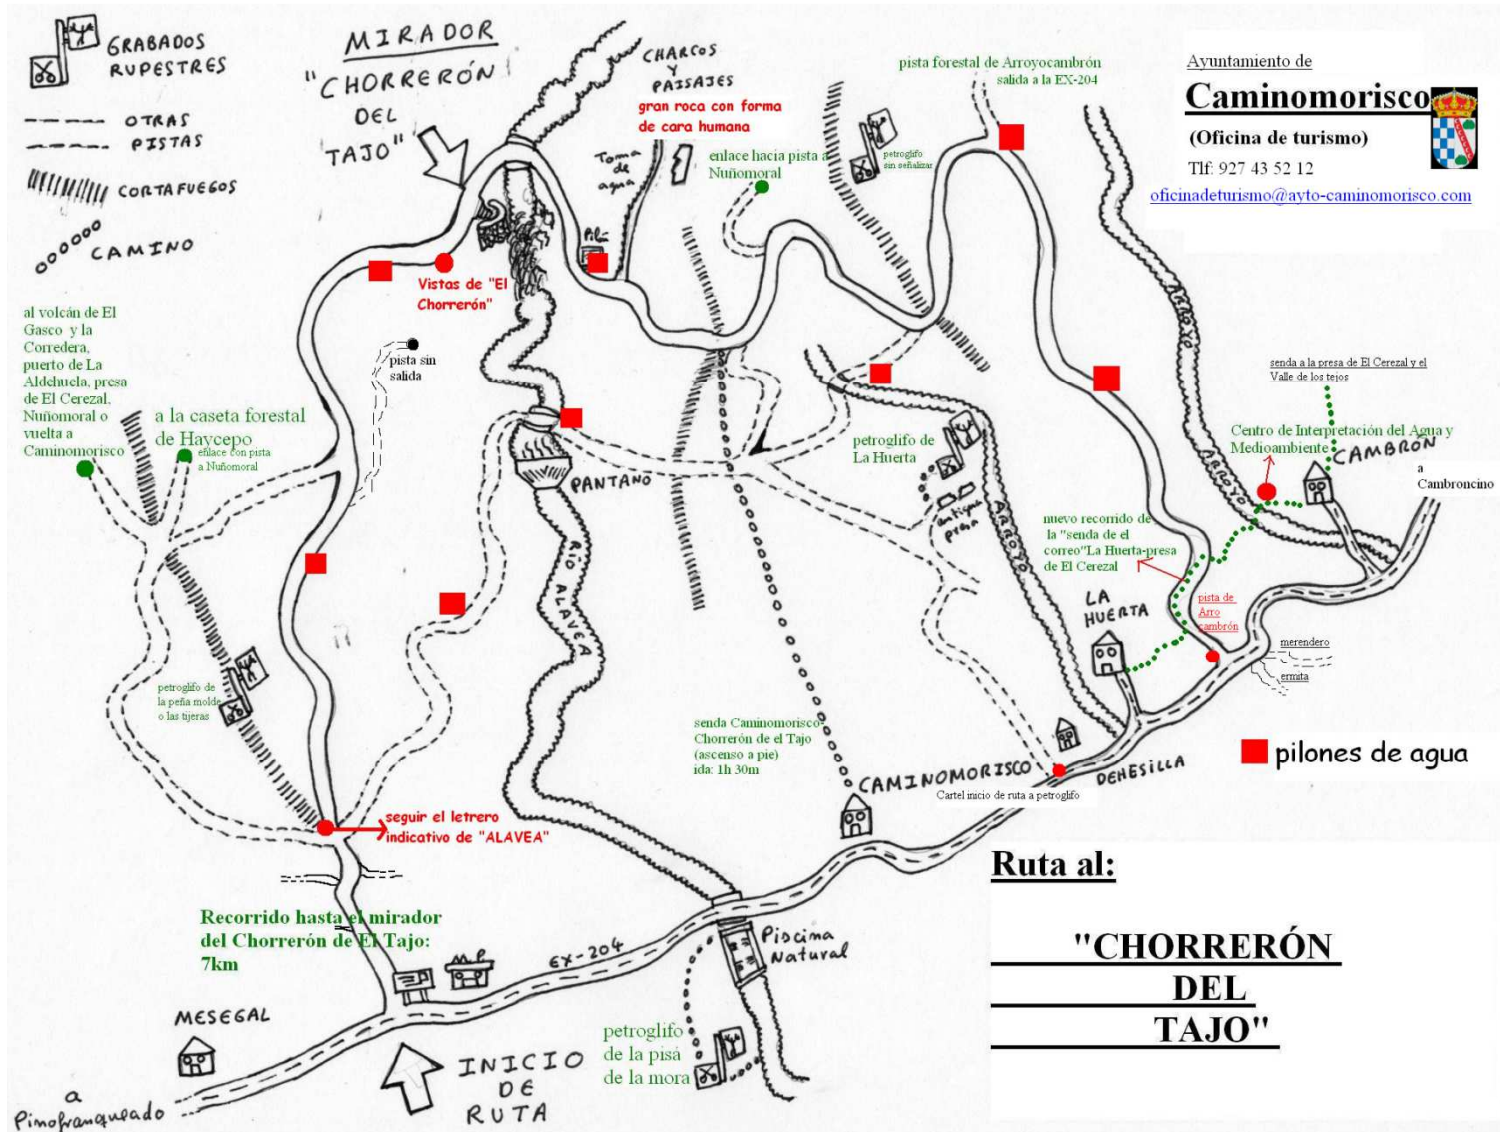 GRABADOS
RUPESTRES
OTRAS
PISTAS
CORTAFUEGOS
CAMINO
MIRADOR
"CHORRERÓN
DEL
TAJO"
CHARCOS
Y
PAISAJES
gran roca con forma
de cara humana
Toma
de
agua
enlace hacia pista a
Nuñomoral
pista forestal de Arroyocambrón
salida a la EX-204
petroglifo
sin señalizar
Ayuntamiento de
Caminomorisco
(Oficina de turismo)
Tlf: 927 43 52 12
oficinadeturismo@ayto-caminomorisco.com
Pilón
Vistas de "El
Chorrerón"
al volcán de El
Gasco y la
Corredera,
puerto de La
Aldehuela, presa
de El Cerezal.
Nuñomoral o
vuelta a
Caminomorisco
a la caseta forestal
de Haycepo
enlace con pista
a Nuñomoral
pista sin
salida
PANTANO
RÍO ALAVEA
petroglifo de
La Huerta
antigua
presa
ARROYO
ARROYO
ARROYO
ARROYO
senda a la presa de El Cerezal y el
Valle de los tejos
Centro de Interpretación del Agua y
Medioambiente
CAMBRÓN
a
Cambroncino
nuevo recorrido de
la "senda de el
correo"La Huerta-presa
de El Cerezal
LA
HUERTA
pista de
Arro
cambrón
merendero
ermita
petroglifo de
la peña molde
o las tijeras
senda Caminomorisco-
Chorrerón de el Tajo
(ascenso a pie)
ida: 1h 30m
CAMINOMORISCO
Cartel inicio de ruta a petroglifo
DEHESILLA
pilones de agua
seguir el letrero
indicativo de "ALAVEA"
Recorrido hasta el mirador
del Chorrerón de El Tajo:
7km
M.P.
EX-204
Piscina
Natural
MESEGAL
a
Pinofranqueado
INICIO
DE
RUTA
petroglifo
de la pisá
de la mora
Ruta al:
"CHORRERÓN
DEL
TAJO"